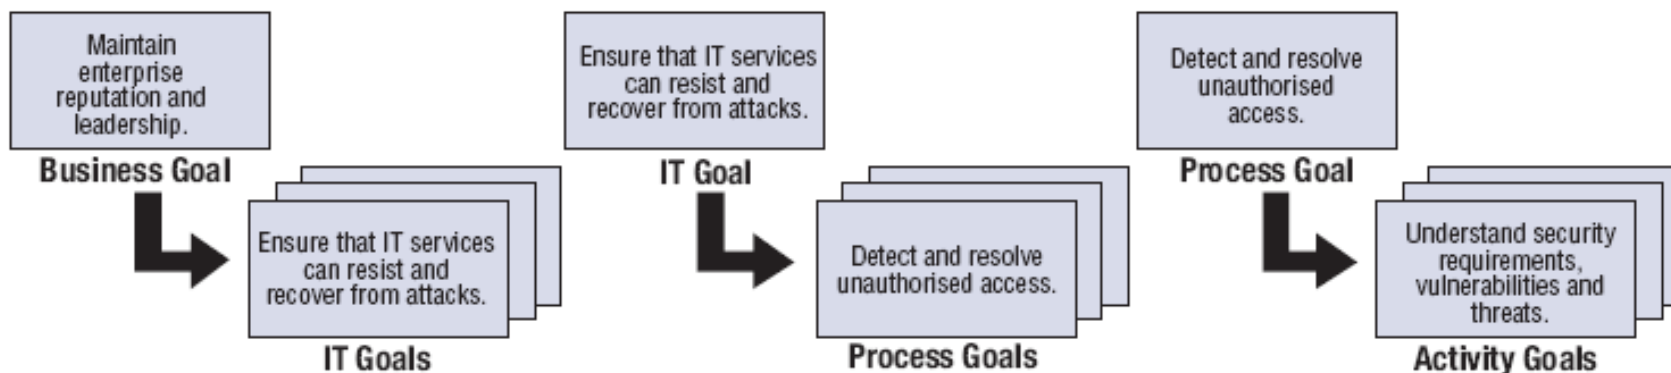 Maintain
enterprise
reputation and
leadership.
Business Goal
Ensure that IT services
can resist and
recover from attacks.
IT Goals
Ensure that IT services
can resist and
recover from attacks.
IT Goal
Detect and resolve
unauthorised access.
Process Goals
Detect and resolve
unauthorised
access.
Process Goal
Understand security
requirements,
vulnerabilities and
threats.
Activity Goals